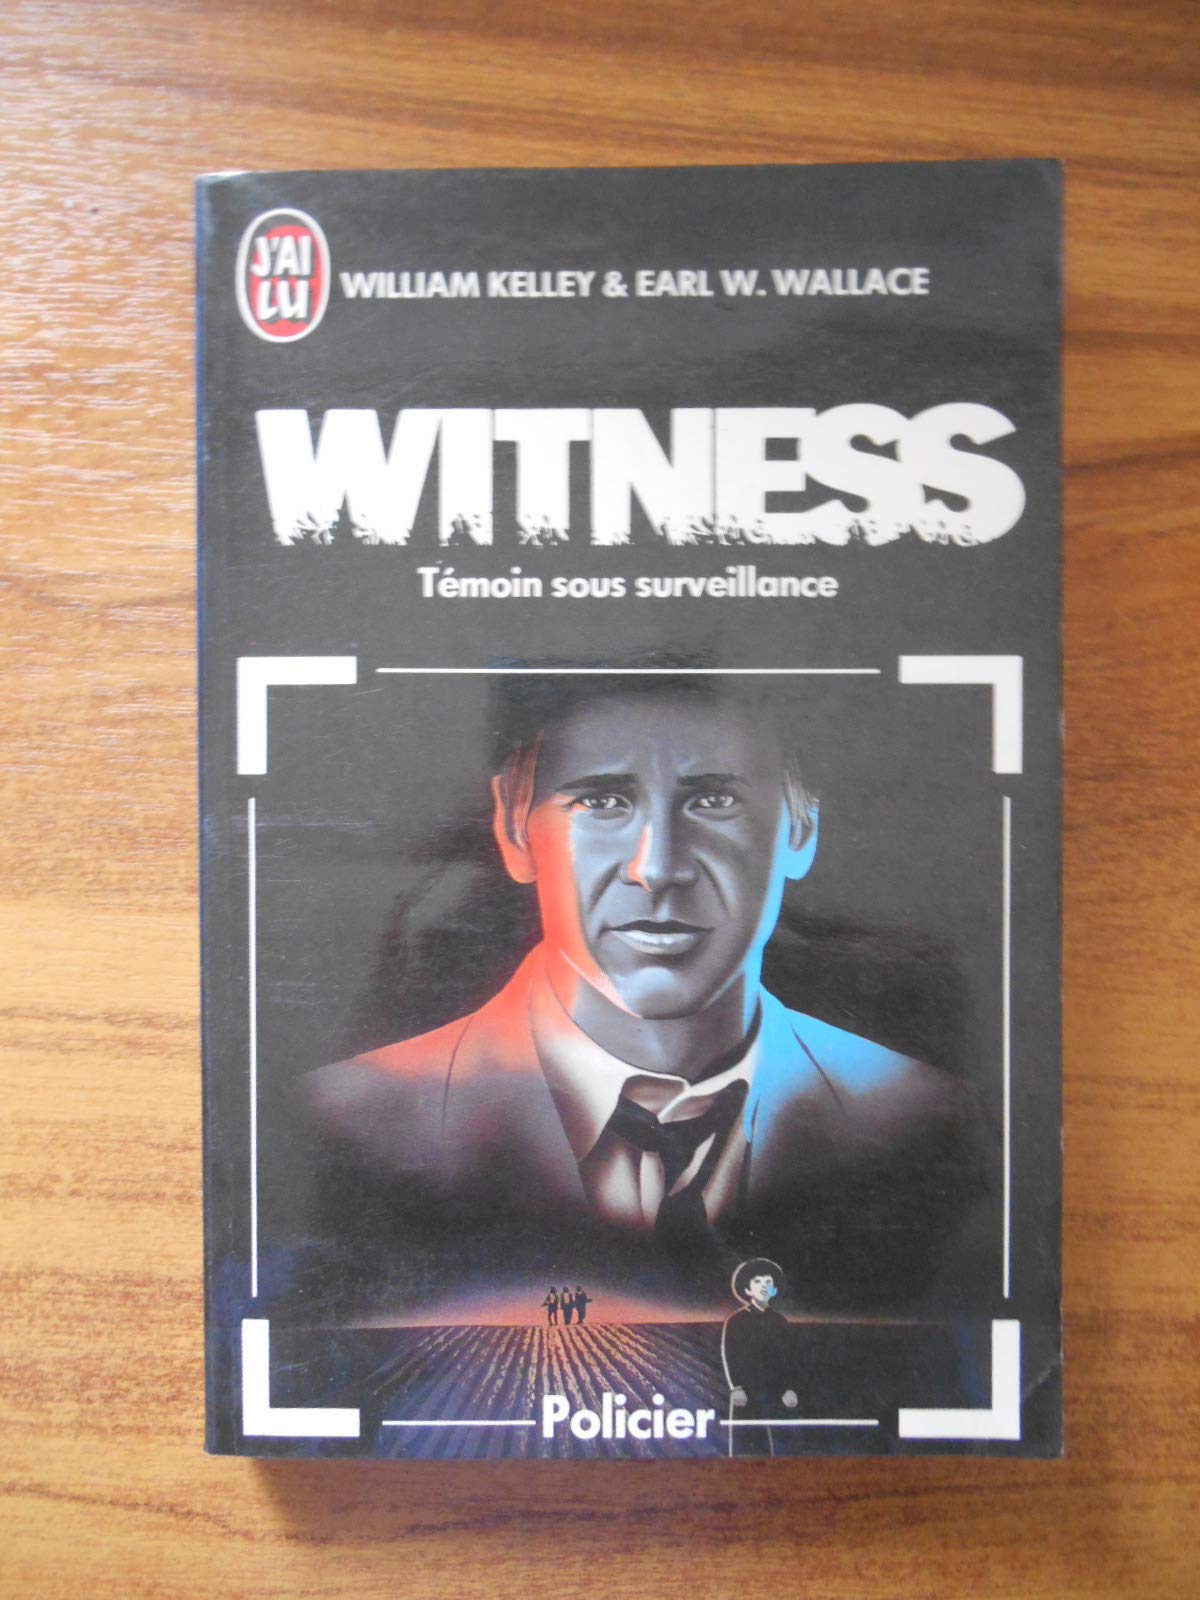 J'AI
LU
WILLIAM KELLEY & EARL W. WALLACE
WITNESS
Témoin sous surveillance
Policier